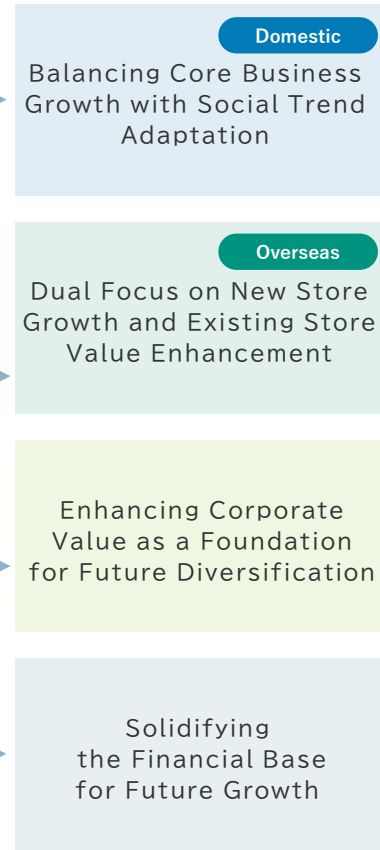 Domestic
Balancing Core Business
Growth with Social Trend
Adaptation
Overseas
Dual Focus on New Store
Growth and Existing Store
Value Enhancement
Enhancing Corporate
Value as a Foundation
for Future Diversification
Solidifying
the Financial Base
for Future Growth